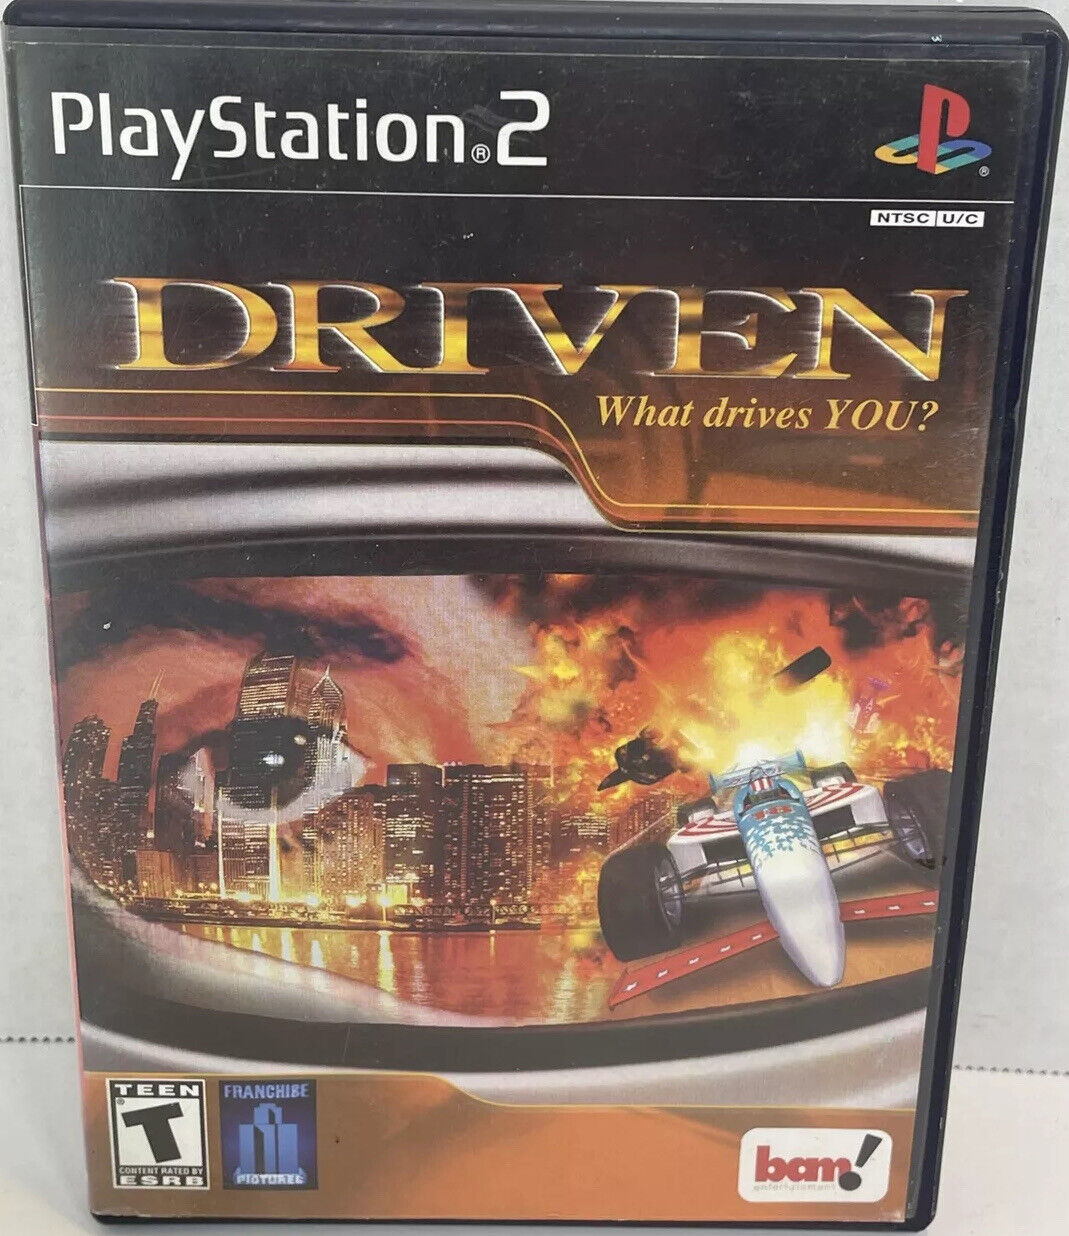 PlayStation®2
NTSC U/C
DRIVEN
What drives YOU?
TEEN
T
CONTENT RATED BY
ESRB
FRANCHISE
PICTURES
bam!
entertainment